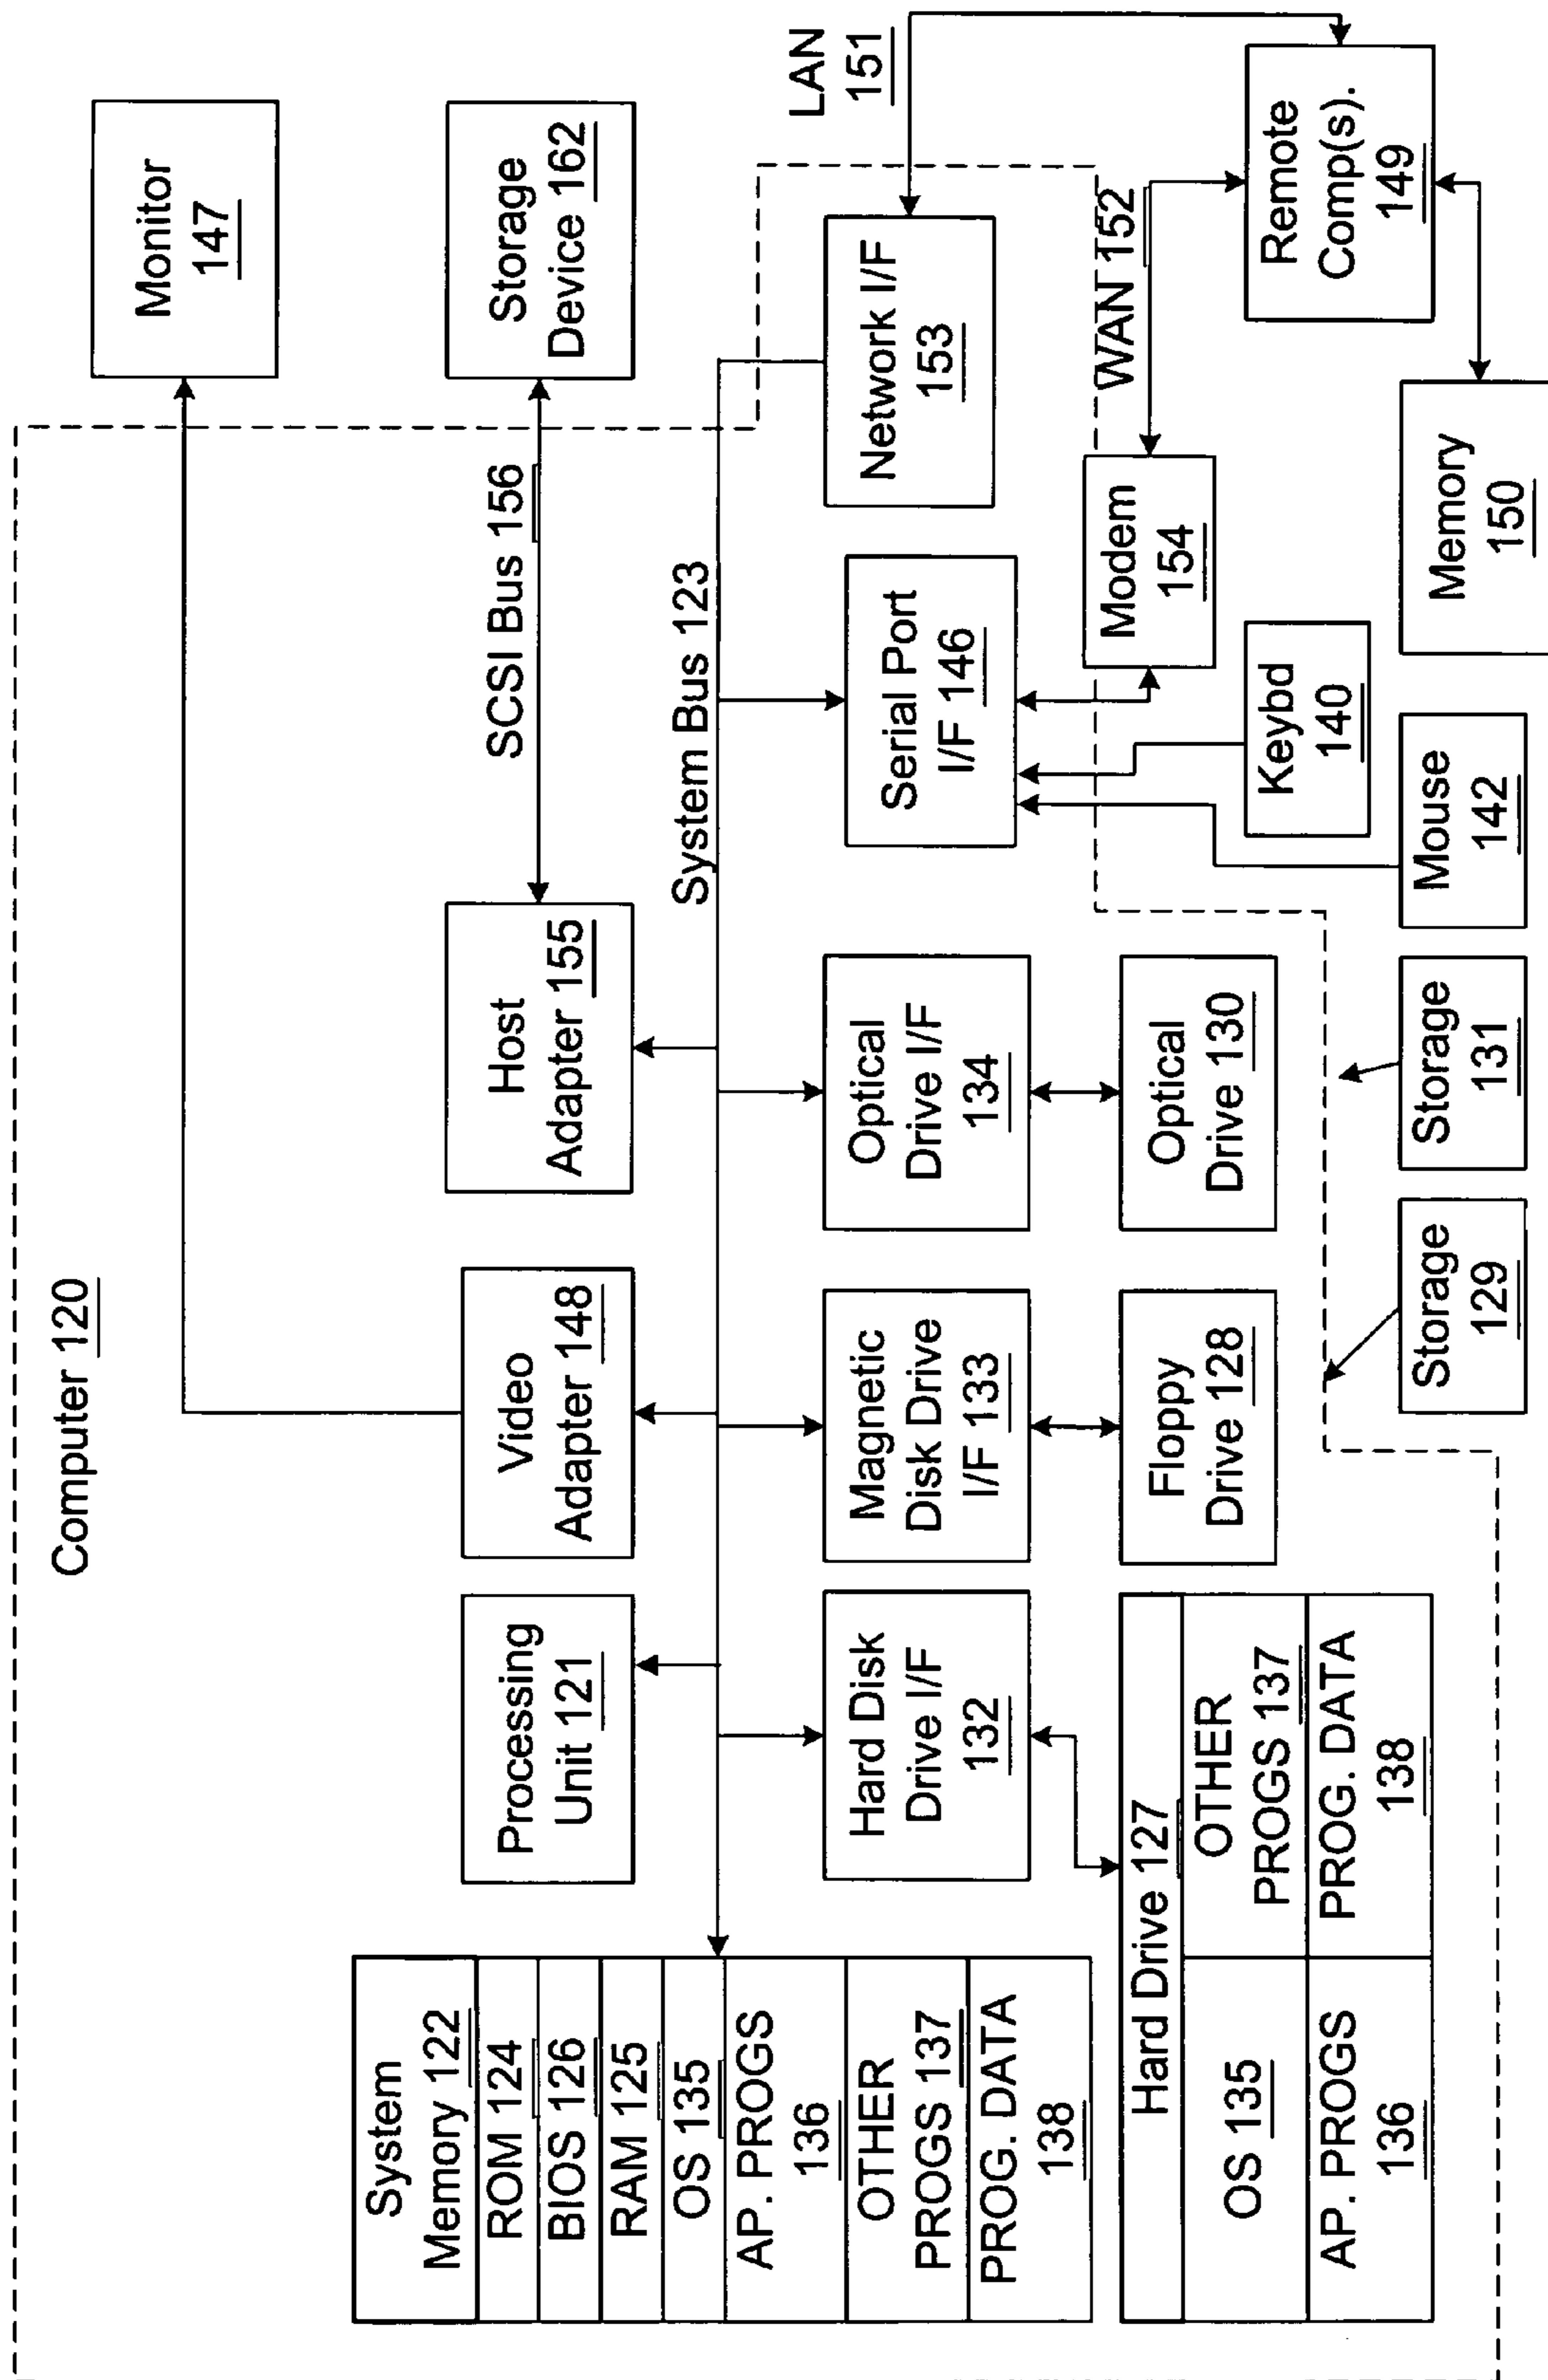 Computer 120
Monitor
147
System
Memory 122
ROM 124
BIOS 126
RAM 125
OS 135
AP. PROGS
136
OTHER
PROGS 137
PROG. DATA
138
Processing
Unit 121
Video
Adapter 148
Host
Adapter 155
SCSI Bus 156
Storage
Device 162
System Bus 123
Hard Disk
Drive I/F
132
Magnetic
Disk Drive
I/F 133
Optical
Drive I/F
134
Serial Port
I/F 146
Network I/F
153
LAN
151
Hard Drive 127
OS 135
OTHER
PROGS 137
AP. PROGS
136
PROG. DATA
138
Floppy
Drive 128
Optical
Drive 130
Modem
154
WAN 152
Remote
Comp(s).
149
Storage
129
Storage
131
Mouse
142
Keybd
140
Memory
150